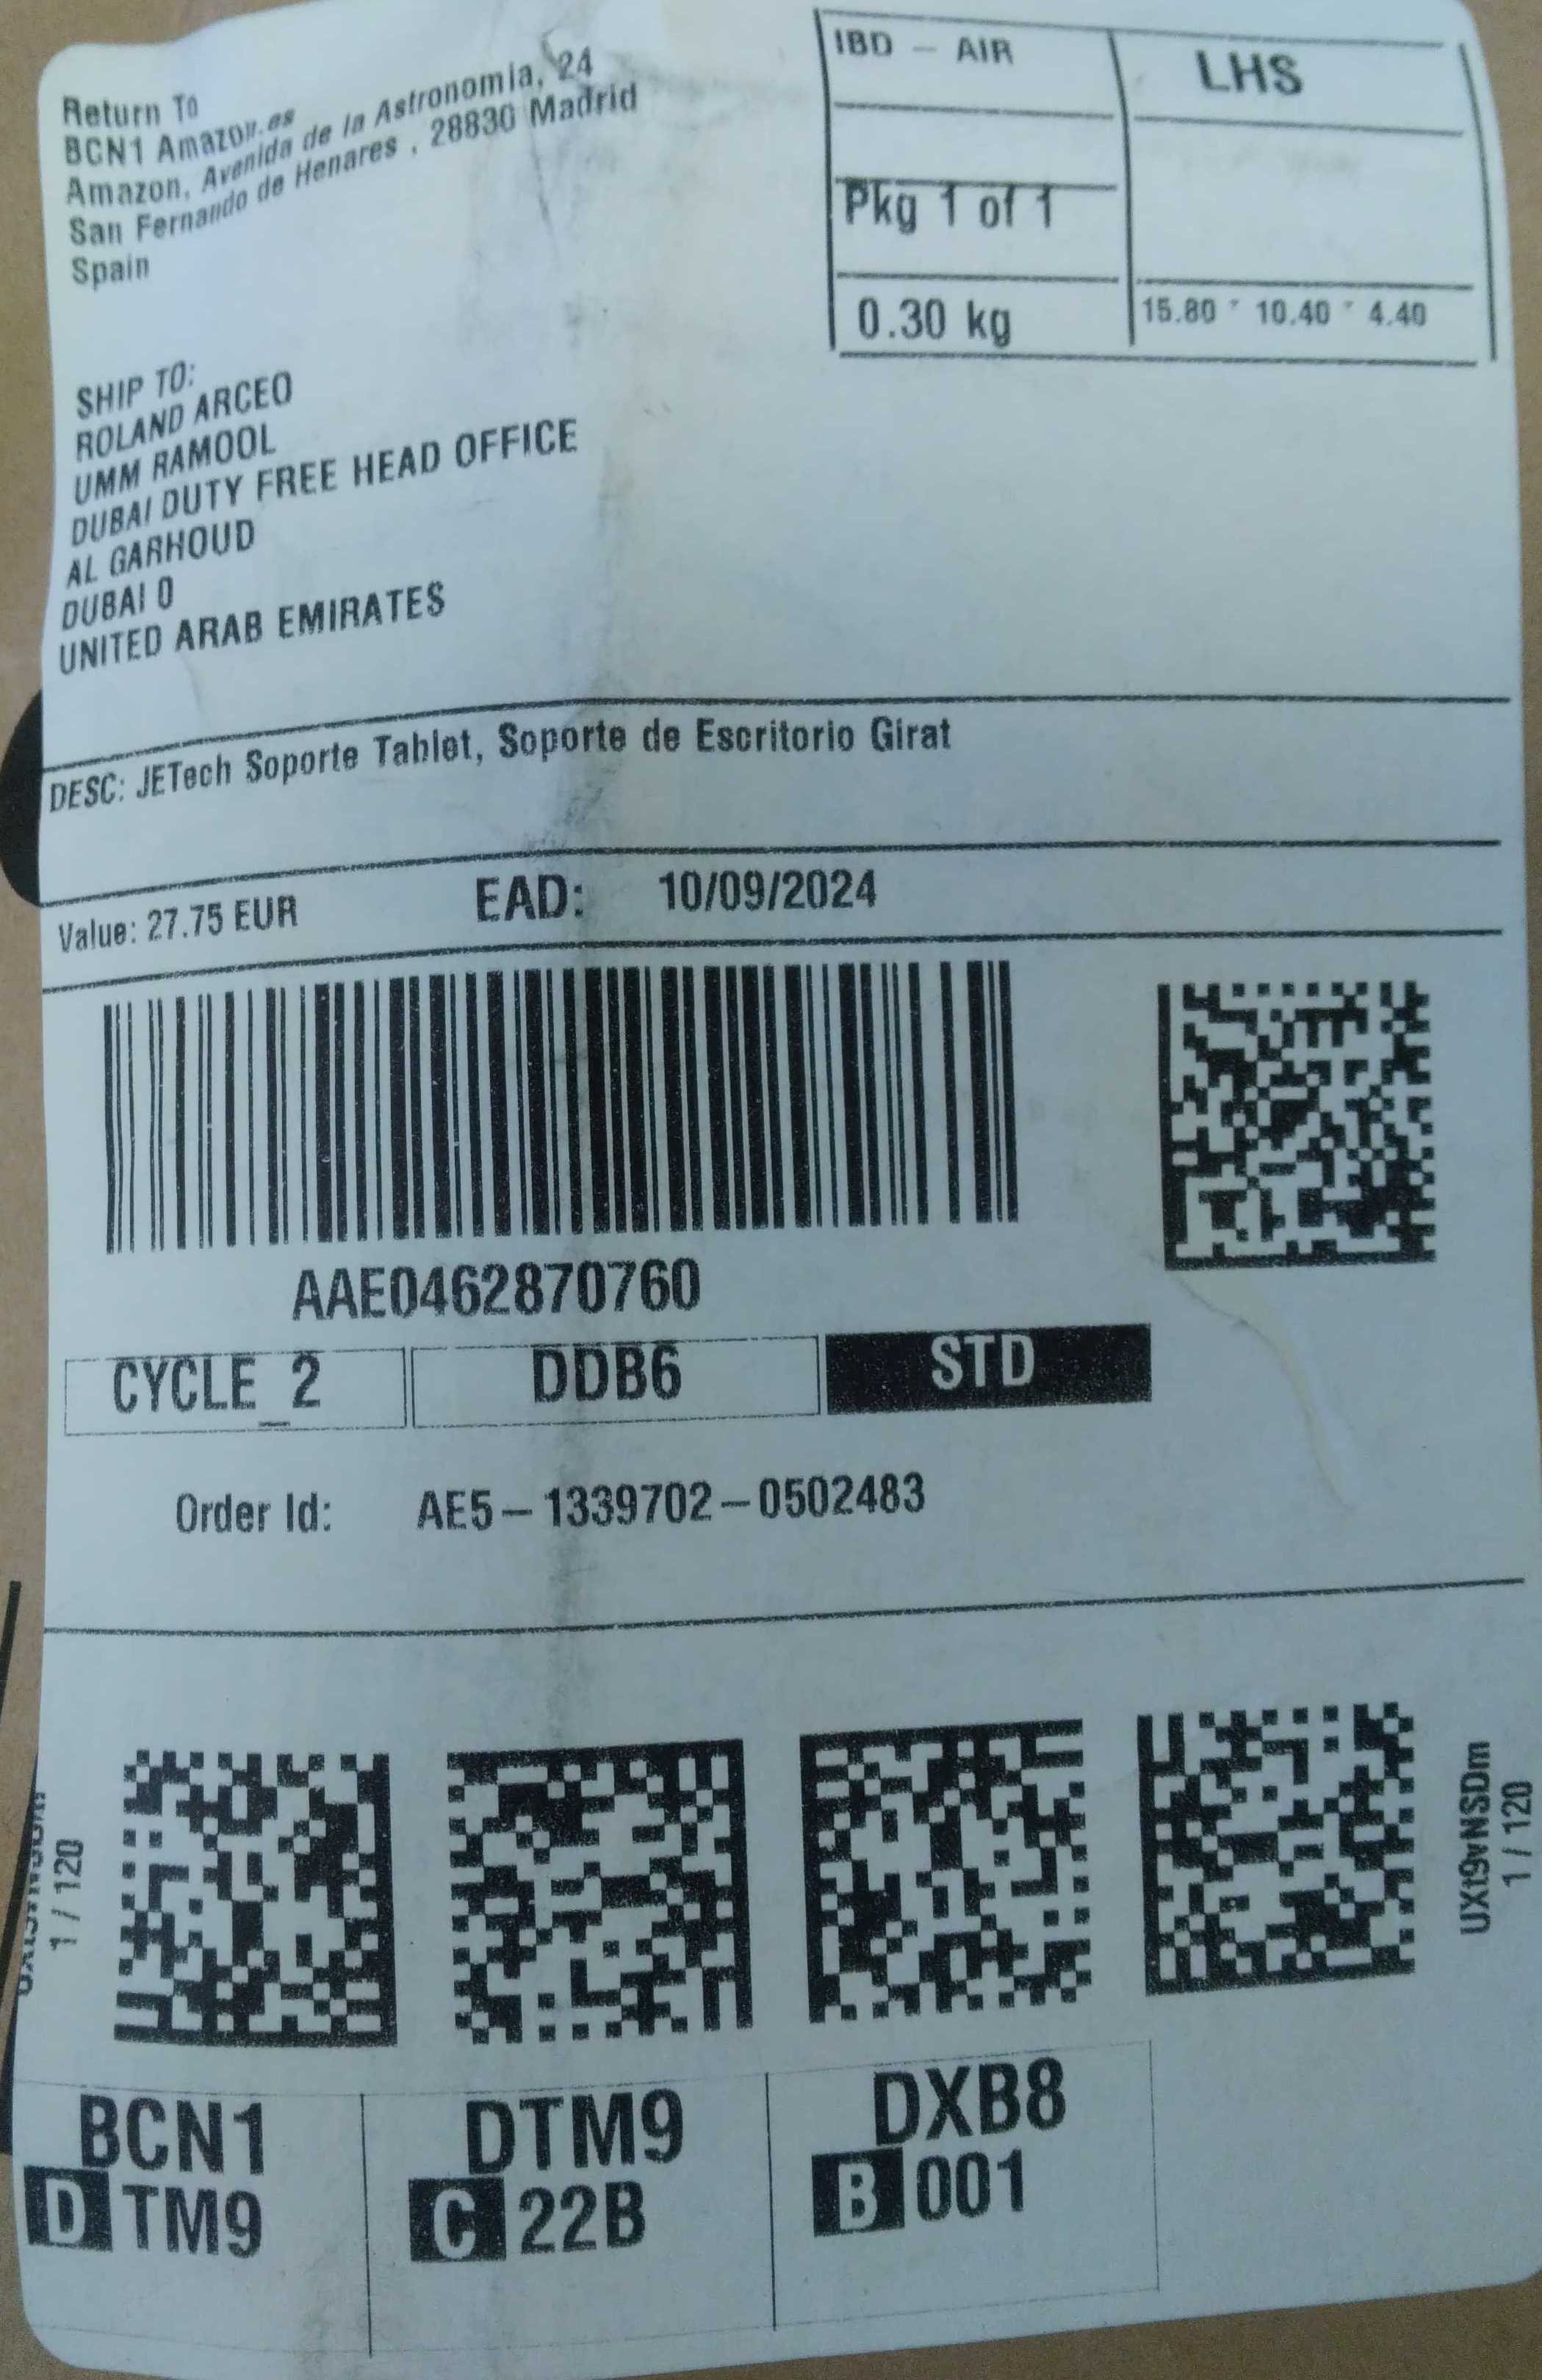 Return To
BCN1 Amazon.es
Amazon, Avenida de la Astronomia, 24
San Fernando de Henares , 28830 Madrid
Spain
IBD - AIR
LHS
Pkg 1 of 1
0.30 kg
15.80 * 10.40 * 4.40
SHIP TO:
ROLAND ARCEO
UMM RAMOOL
DUBAI DUTY FREE HEAD OFFICE
AL GARHOUD
DUBAI 0
UNITED ARAB EMIRATES
DESC: JETech Soporte Tablet, Soporte de Escritorio Girat
Value: 27.75 EUR
EAD: 10/09/2024
AAE0462870760
CYCLE_2
DDB6
STD
Order Id: AE5-1339702-0502483
1 / 120
UXt9vNSDm
1 / 120
BCN1
D TM9
DTM9
C 22B
DXB8
B 001